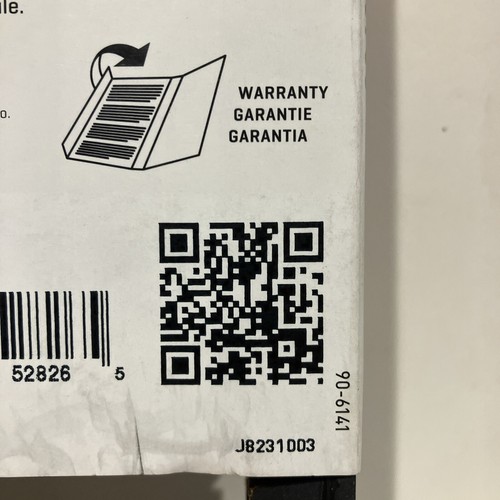 WARRANTY
GARANTIE
GARANTIA
52826 5
90-6141
J8231003